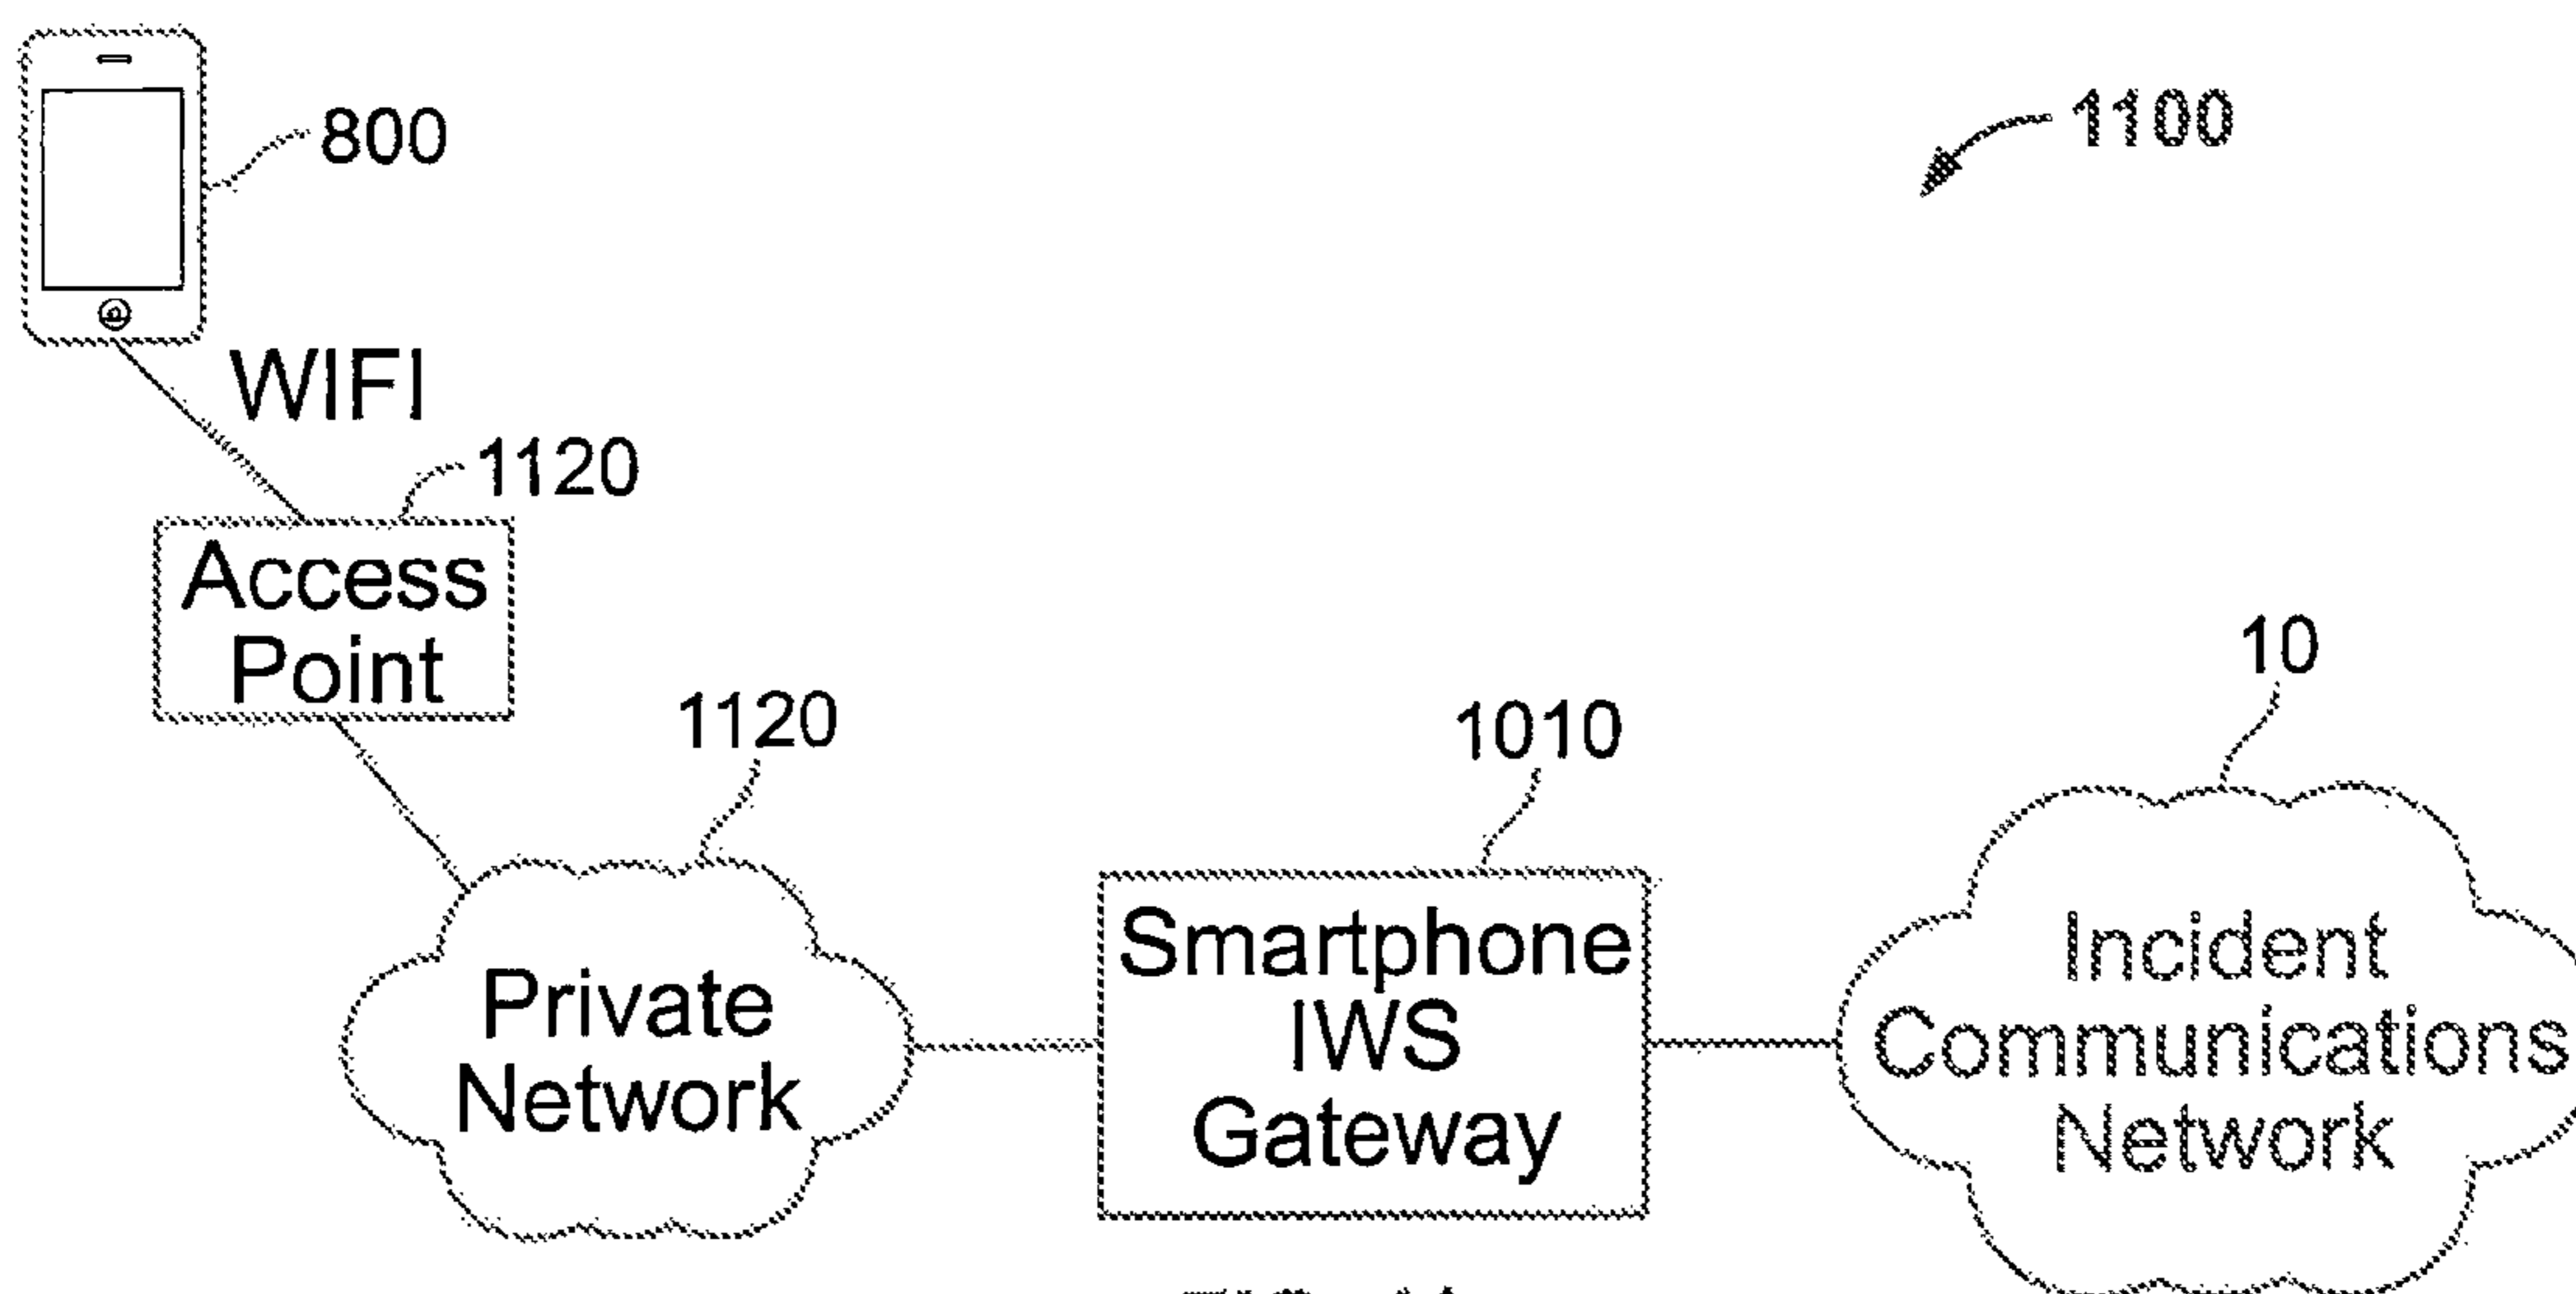 800
1100
WIFI
1120
Access
Point
1120
1010
10
Private
Network
Smartphone
IWS
Gateway
Incident
Communications
Network